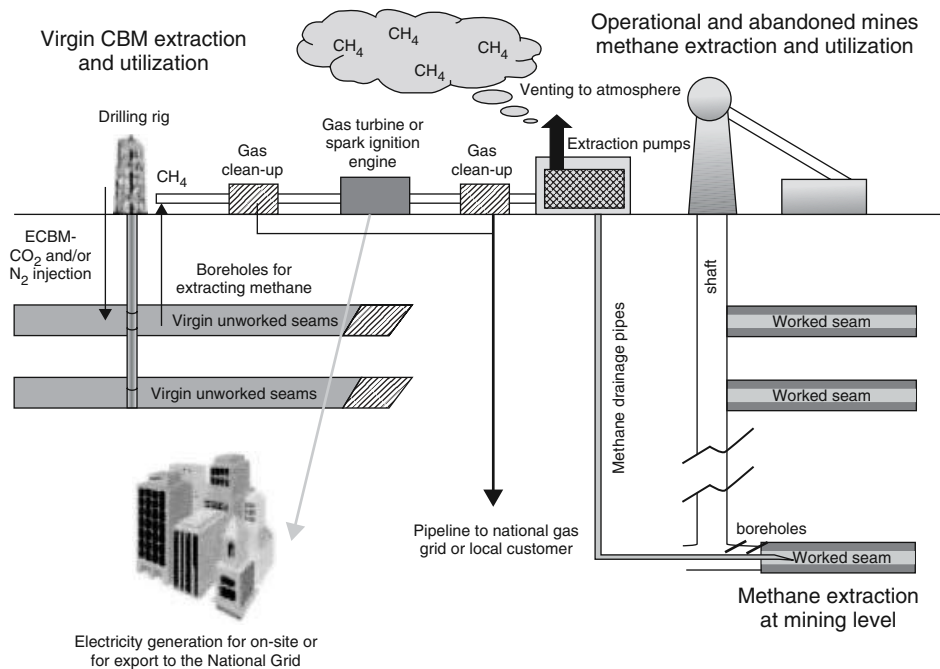 Virgin CBM extraction
and utilization
Operational and abandoned mines
methane extraction and utilization
CH4
CH4
CH4
CH4
Venting to atmosphere
Drilling rig
Gas
clean-up
Gas turbine or
spark ignition
engine
Gas
clean-up
Extraction pumps
CH4
ECBM-
CO2 and/or
N2 injection
Boreholes for
extracting methane
Virgin unworked seams
Virgin unworked seams
shaft
Worked seam
Worked seam
Methane drainage pipes
boreholes
Worked seam
Pipeline to national gas
grid or local customer
Methane extraction
at mining level
Electricity generation for on-site or
for export to the National Grid